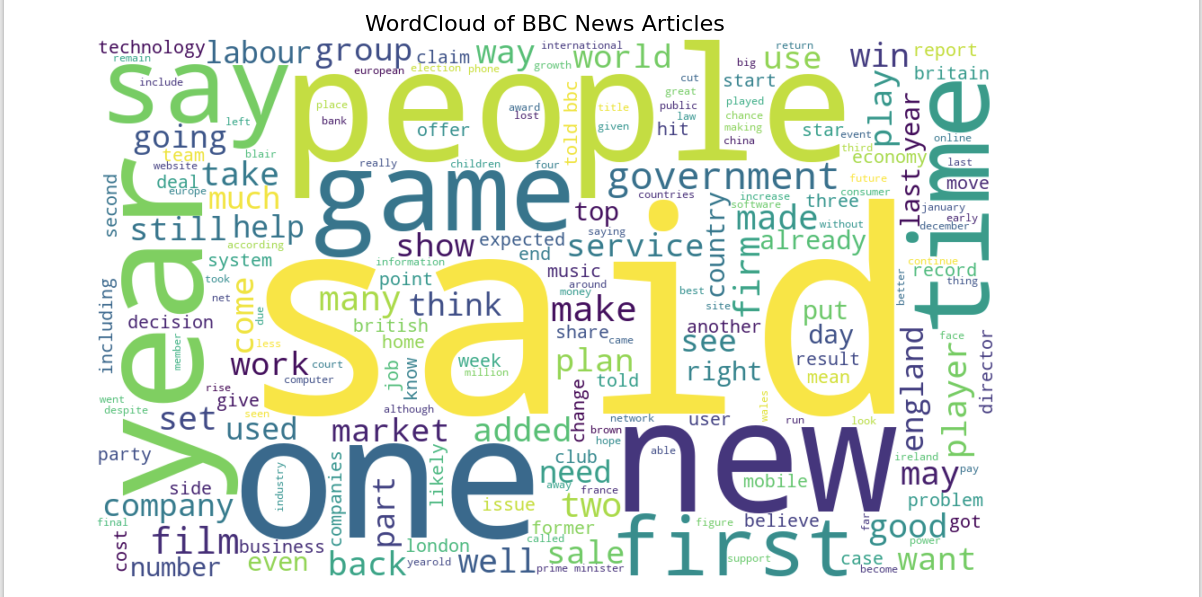 WordCloud of BBC News Articles
technology
remain
labour
group
claim
way
international
world
big
return
use
win
report
say
people
include
european
election
phone
growth
cut
start
play
britain
time
great
place
award
title
public
played
bank
lost
told bbc
given
law
chance
making
hit
china
star
event
year
online
going
left
offer
third
team
blair
really
children
four
economy
last
website
deal
europe
take
game
government
future
move
second
much
countries
increase
software
consumer
three
january
early
december
last
still
help
top
saying
made
without
according
show
expected
end
service
country
firm
already
system
information
continue
record
thing
took
point
music
around
money
best
site
better
year
net
come
due
many
think
said
make
put
including
decision
british
home
share
came
another
see
day
result
england
face
member
less
work
court
computer
job
know
week
million
plan
told
right
mean
player
director
rise
give
went
despite
set
seen
used
although
market
added
change
brown
hope
network
user
wales
run
look
party
one
new
able
ireland
pay
industry
companies
part
likely
club
need
away
france
mobile
may
side
company
issue
two
problem
final
former
called
figure
believe
far
good
got
power
cost
film
business
number
even
back
london
yearold
well
prime minister
sale
first
support
case
become
want